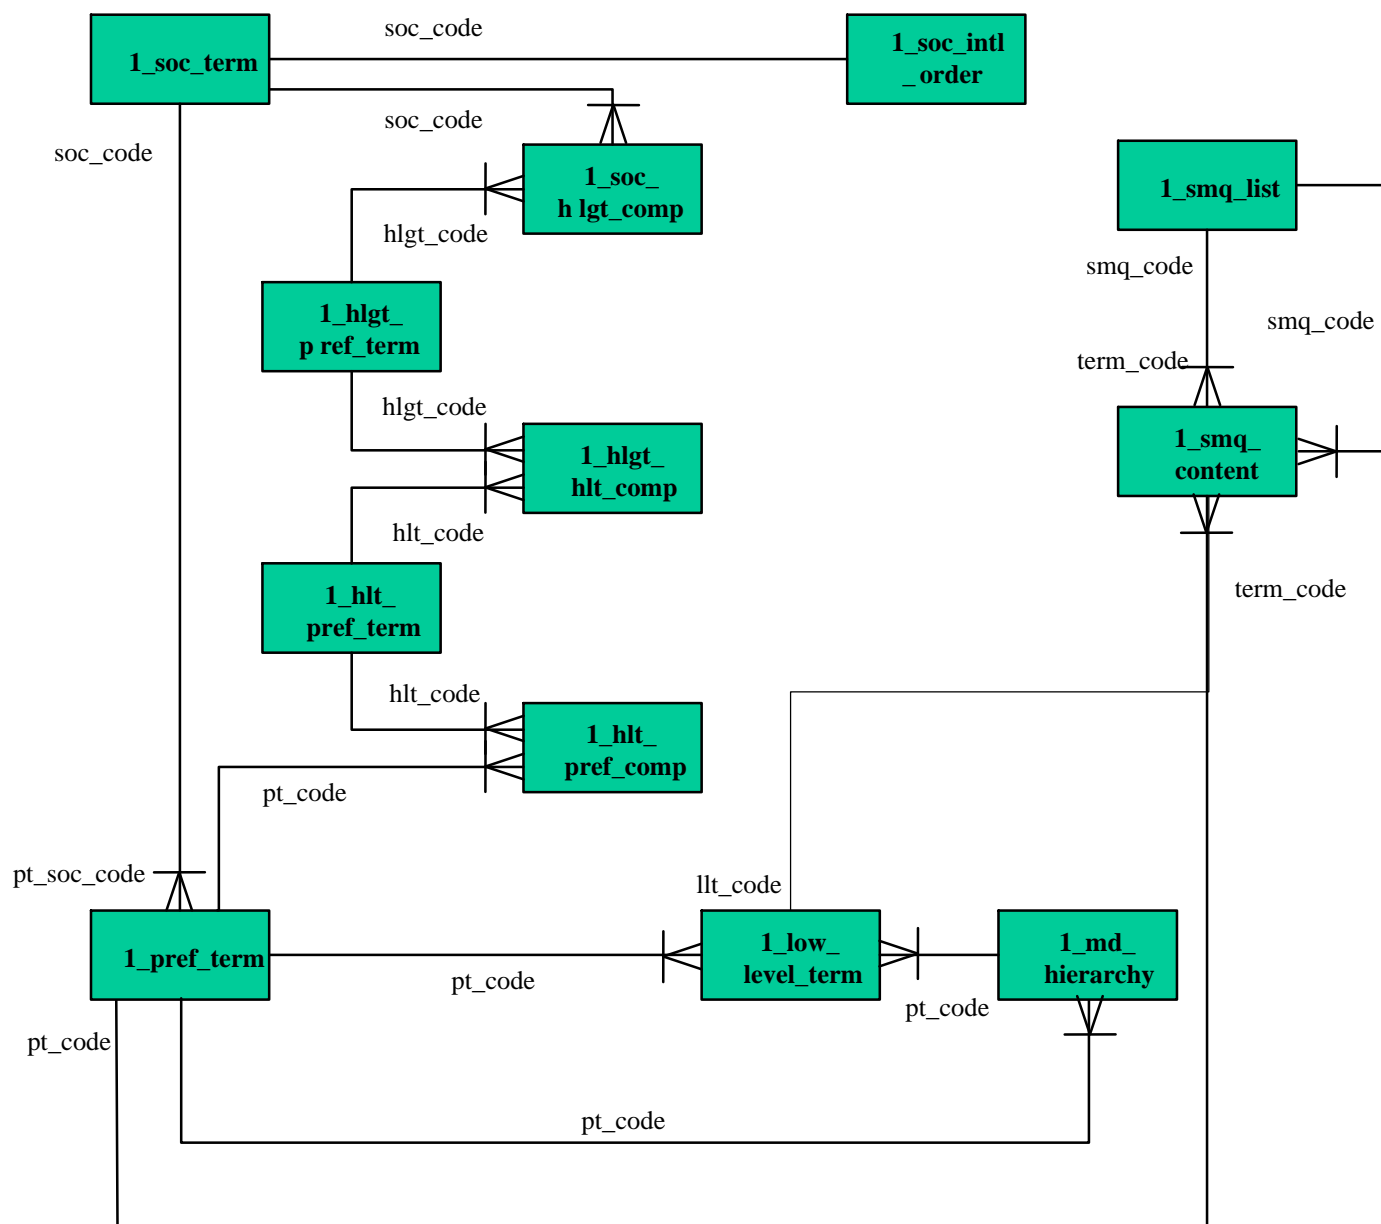 soc_code
1_soc_term
1_soc_intl
_ order
soc_code
soc_code
1_soc_
h lgt_comp
1_smq_list
hlgt_code
smq_code
1_hlgt_
p ref_term
smq_code
term_code
hlgt_code
1_hlgt_
hlt_comp
1_smq_
content
hlt_code
1_hlt_
pref_term
term_code
hlt_code
1_hlt_
pref_comp
pt_code
pt_soc_code
llt_code
1_pref_term
1_low_
level_term
1_md_
hierarchy
pt_code
pt_code
pt_code
pt_code